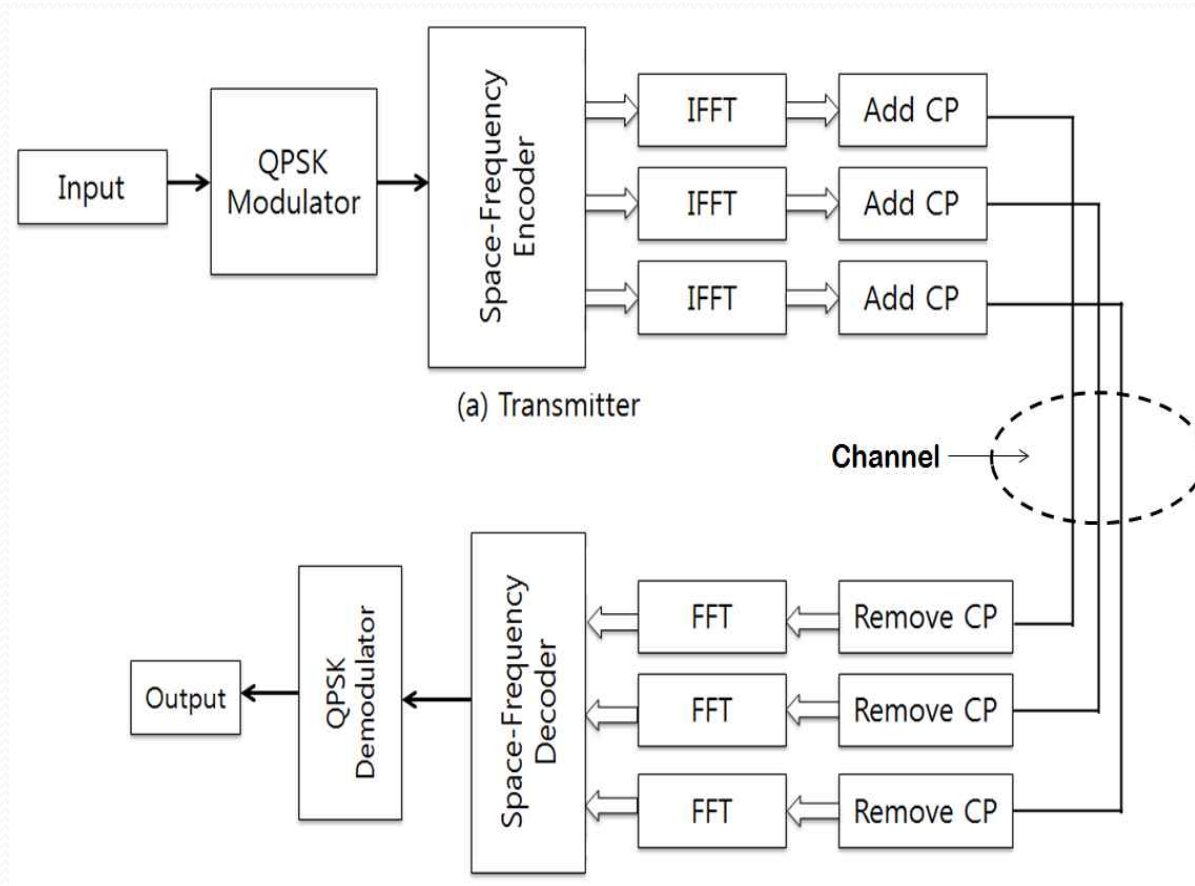 Input
QPSK
Modulator
Space-Frequency
Encoder
IFFT
Add CP
IFFT
Add CP
IFFT
Add CP
(a) Transmitter
Channel
Output
QPSK
Demodulator
Space-Frequency
Decoder
FFT
Remove CP
FFT
Remove CP
FFT
Remove CP